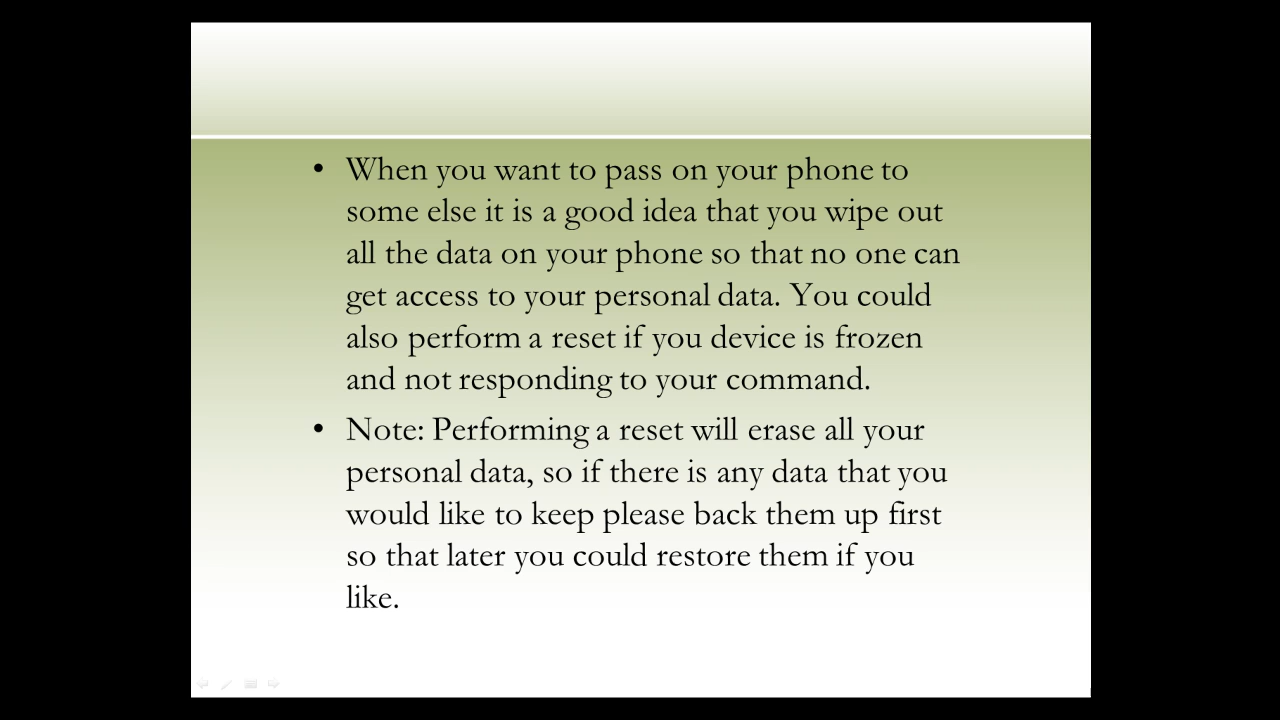 • When you want to pass on your phone to
some else it is a good idea that you wipe out
all the data on your phone so that no one can
get access to your personal data. You could
also perform a reset if you device is frozen
and not responding to your command.
• Note: Performing a reset will erase all your
personal data, so if there is any data that you
would like to keep please back them up first
so that later you could restore them if you
like.